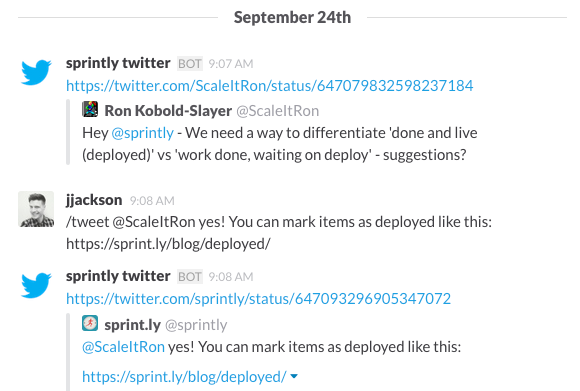 September 24th
sprintly twitter BOT 9:07 AM
https://twitter.com/ScaleItRon/status/647079832598237184
Ron Kobold-Slayer @ScaleItRon
Hey @sprintly - We need a way to differentiate 'done and live
(deployed)' vs 'work done, waiting on deploy' - suggestions?
jjackson 9:08 AM
/tweet @ScaleItRon yes! You can mark items as deployed like this:
https://sprint.ly/blog/deployed/
sprintly twitter BOT 9:08 AM
https://twitter.com/sprintly/status/647093296905347072
sprint.ly @sprintly
@ScaleItRon yes! You can mark items as deployed like this:
https://sprint.ly/blog/deployed/